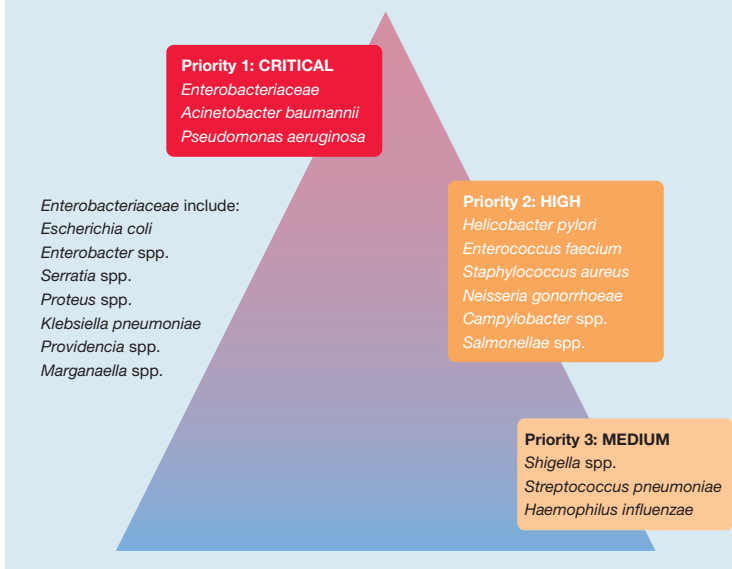 Priority 1: CRITICAL
Enterobacteriaceae
Acinetobacter baumannii
Pseudomonas aeruginosa
Enterobacteriaceae include:
Escherichia coli
Enterobacter spp.
Serratia spp.
Proteus spp.
Klebsiella pneumoniae
Providencia spp.
Marganaella spp.
Priority 2: HIGH
Helicobacter pylori
Enterococcus faecium
Staphylococcus aureus
Neisseria gonorrhoeae
Campylobacter spp.
Salmonellae spp.
Priority 3: MEDIUM
Shigella spp.
Streptococcus pneumoniae
Haemophilus influenzae